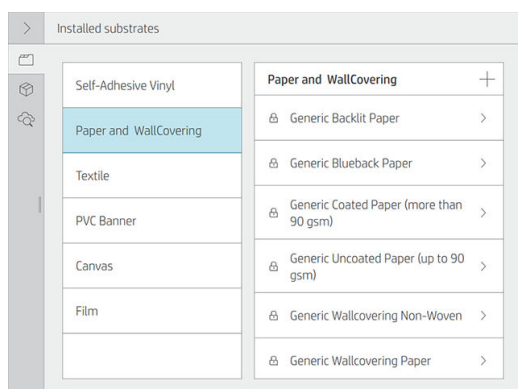 Installed substrates
Self-Adhesive Vinyl
Paper and WallCovering
Textile
PVC Banner
Canvas
Film
Paper and WallCovering
Generic Backlit Paper
Generic Blueback Paper
Generic Coated Paper (more than
90 gsm)
Generic Uncoated Paper (up to 90
gsm)
Generic Wallcovering Non-Woven
Generic Wallcovering Paper